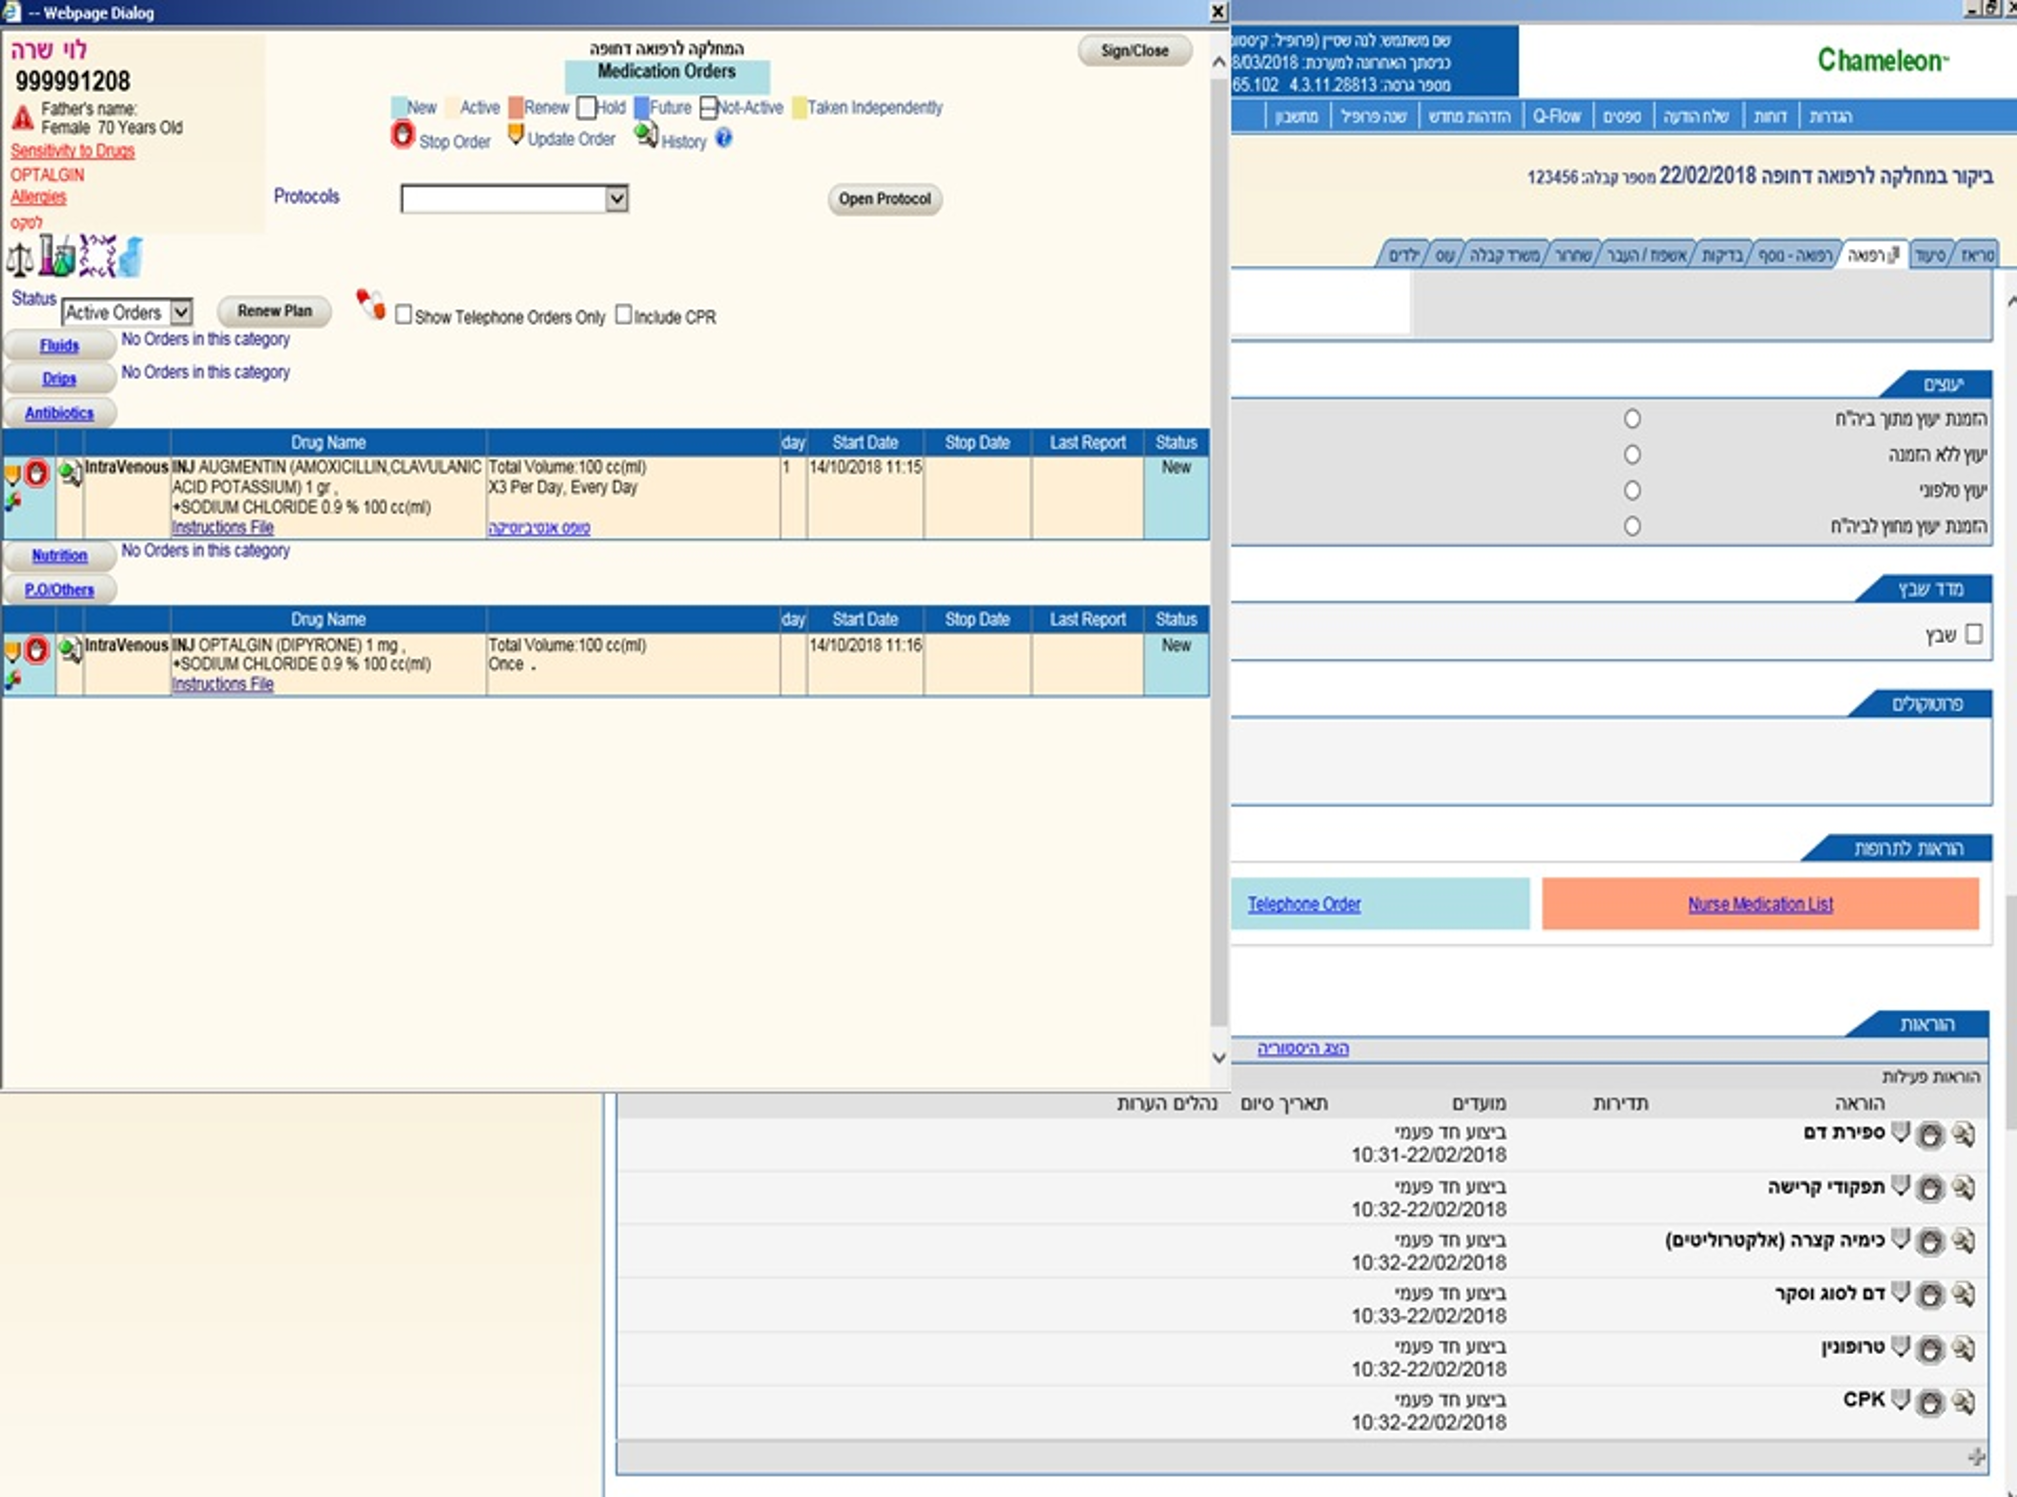 -- Webpage Dialog
לוי שרה
999991208
Father's name:
Female 70 Years Old
Sensitivity to Drugs
OPTALGIN
Allergies
לטקס
המחלקה לרפואה דחופה
Medication Orders
Sign/Close
New Active Renew Hold Future Not-Active Taken Independently
Stop Order Update Order History
Protocols
Open Protocol
Status Active Orders Renew Plan Show Telephone Orders Only Include CPR
Fluids No Orders in this category
Drips No Orders in this category
Antibiotics
Drug Name day Start Date Stop Date Last Report Status
IntraVenous INJ AUGMENTIN (AMOXICILLIN,CLAVULANIC Total Volume:100 cc(ml) 1 14/10/2018 11:15 New
ACID POTASSIUM) 1 gr , X3 Per Day, Every Day
+SODIUM CHLORIDE 0.9 % 100 cc(ml)
Instructions File טופס אנטיביוטיקה
Nutrition No Orders in this category
P.O/Others
Drug Name day Start Date Stop Date Last Report Status
IntraVenous INJ OPTALGIN (DIPYRONE) 1 mg , Total Volume:100 cc(ml) 14/10/2018 11:16 New
+SODIUM CHLORIDE 0.9 % 100 cc(ml) Once .
Instructions File
שם משתמש: לנה שטיין (פרופיל: קיסטו
כניסתך האחרונה למערכת: 8/03/2018
מספר גרסה: 4.3.11.28813 65.102
Chameleon™
הגדרות דוחות שלח הודעה טפסים Q-Flow הזדהות מחדש שנה פרופיל מחשבון
ביקור במחלקה לרפואה דחופה 22/02/2018 מספר קבלה: 123456
טריאז סיעוד רפואה רפואה - נוסף בדיקות אשפוז / העבר שחרור משרד קבלה עוס ילדים
יעוצים
הזמנת יעוץ מתוך ביה"ח
יעוץ ללא הזמנה
יעוץ טלפוני
הזמנת יעוץ מחוץ לביה"ח
מדד שבץ
שבץ
פרוטוקולים
הוראות לתרופות
Telephone Order Nurse Medication List
הוראות
הצג היסטוריה
הוראות פעילות
הוראה תדירות מועדים תאריך סיום נהלים הערות
ספירת דם ביצוע חד פעמי
10:31-22/02/2018
תפקודי קרישה ביצוע חד פעמי
10:32-22/02/2018
כימיה קצרה (אלקטרוליטים) ביצוע חד פעמי
10:32-22/02/2018
דם לסוג וסקר ביצוע חד פעמי
10:33-22/02/2018
טרופונין ביצוע חד פעמי
10:32-22/02/2018
CPK ביצוע חד פעמי
10:32-22/02/2018